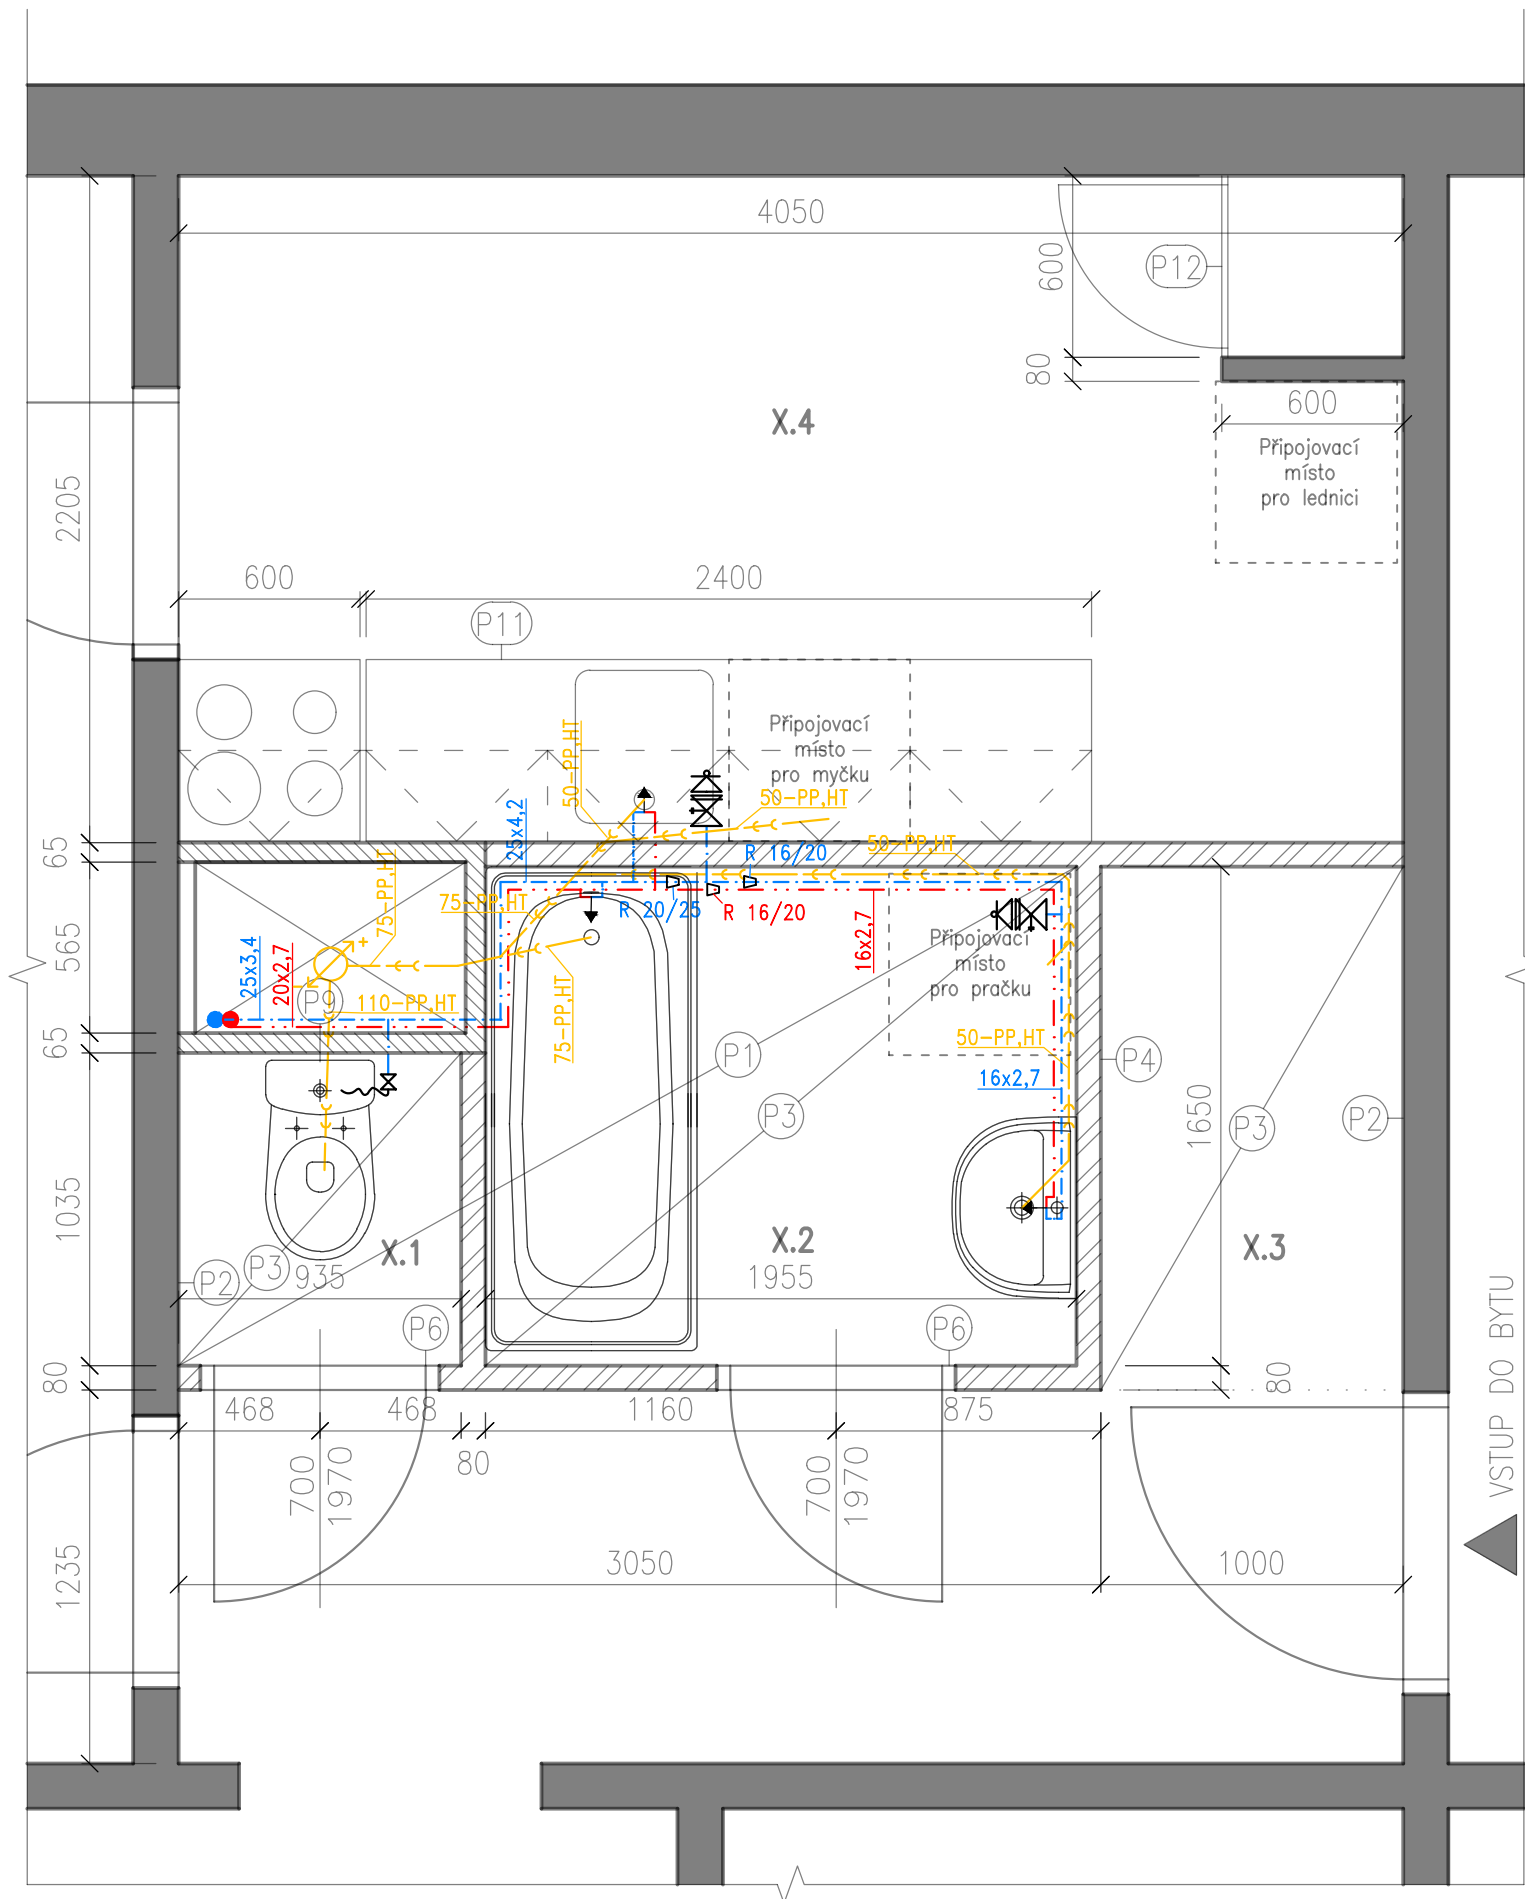 4050
600
P12
80
600
X.4
Připojovací
místo
pro lednici
2205
600
2400
P11
Připojovací
místo
pro myčku
50-PP,HT
50-PP,HT
25x4,2
65
75-PP,HT
R 16/20
50-PP,HT
75-PP,HT
R 20/25
R 16/20
16x2,7
565
25x3,4
20x2,7
P9
110-PP,HT
75-PP,HT
Připojovací
místo
pro pračku
65
50-PP,HT
16x2,7
P1
P4
P3
1650
P3
P2
1035
X.1
X.2
X.3
P2
P3
935
1955
P6
P6
80
80
468
468
1160
875
80
700
1970
700
1970
VSTUP DO BYTU
1235
3050
1000